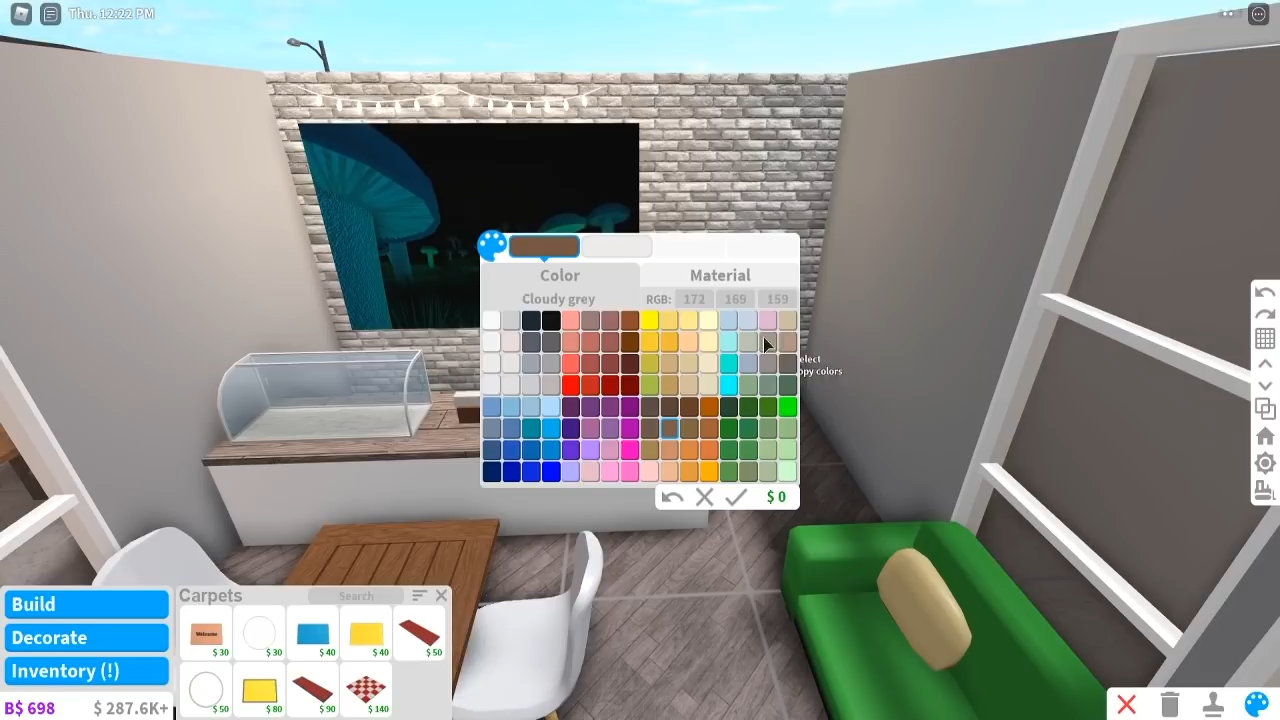 Thu. 12:22 PM
Color
Material
Cloudy grey
RGB: 172 169 159
elect
opy colors
$ 0
Build
Decorate
Inventory (!)
B$ 698
$ 287.6K+
Carpets
Search
Welcome
$ 30
$ 30
$ 40
$ 40
$ 50
$ 50
$ 80
$ 90
$ 140